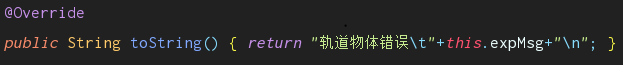 @Override
public String toString() { return "轨道物体错误\t"+this.expMsg+"\n"; }